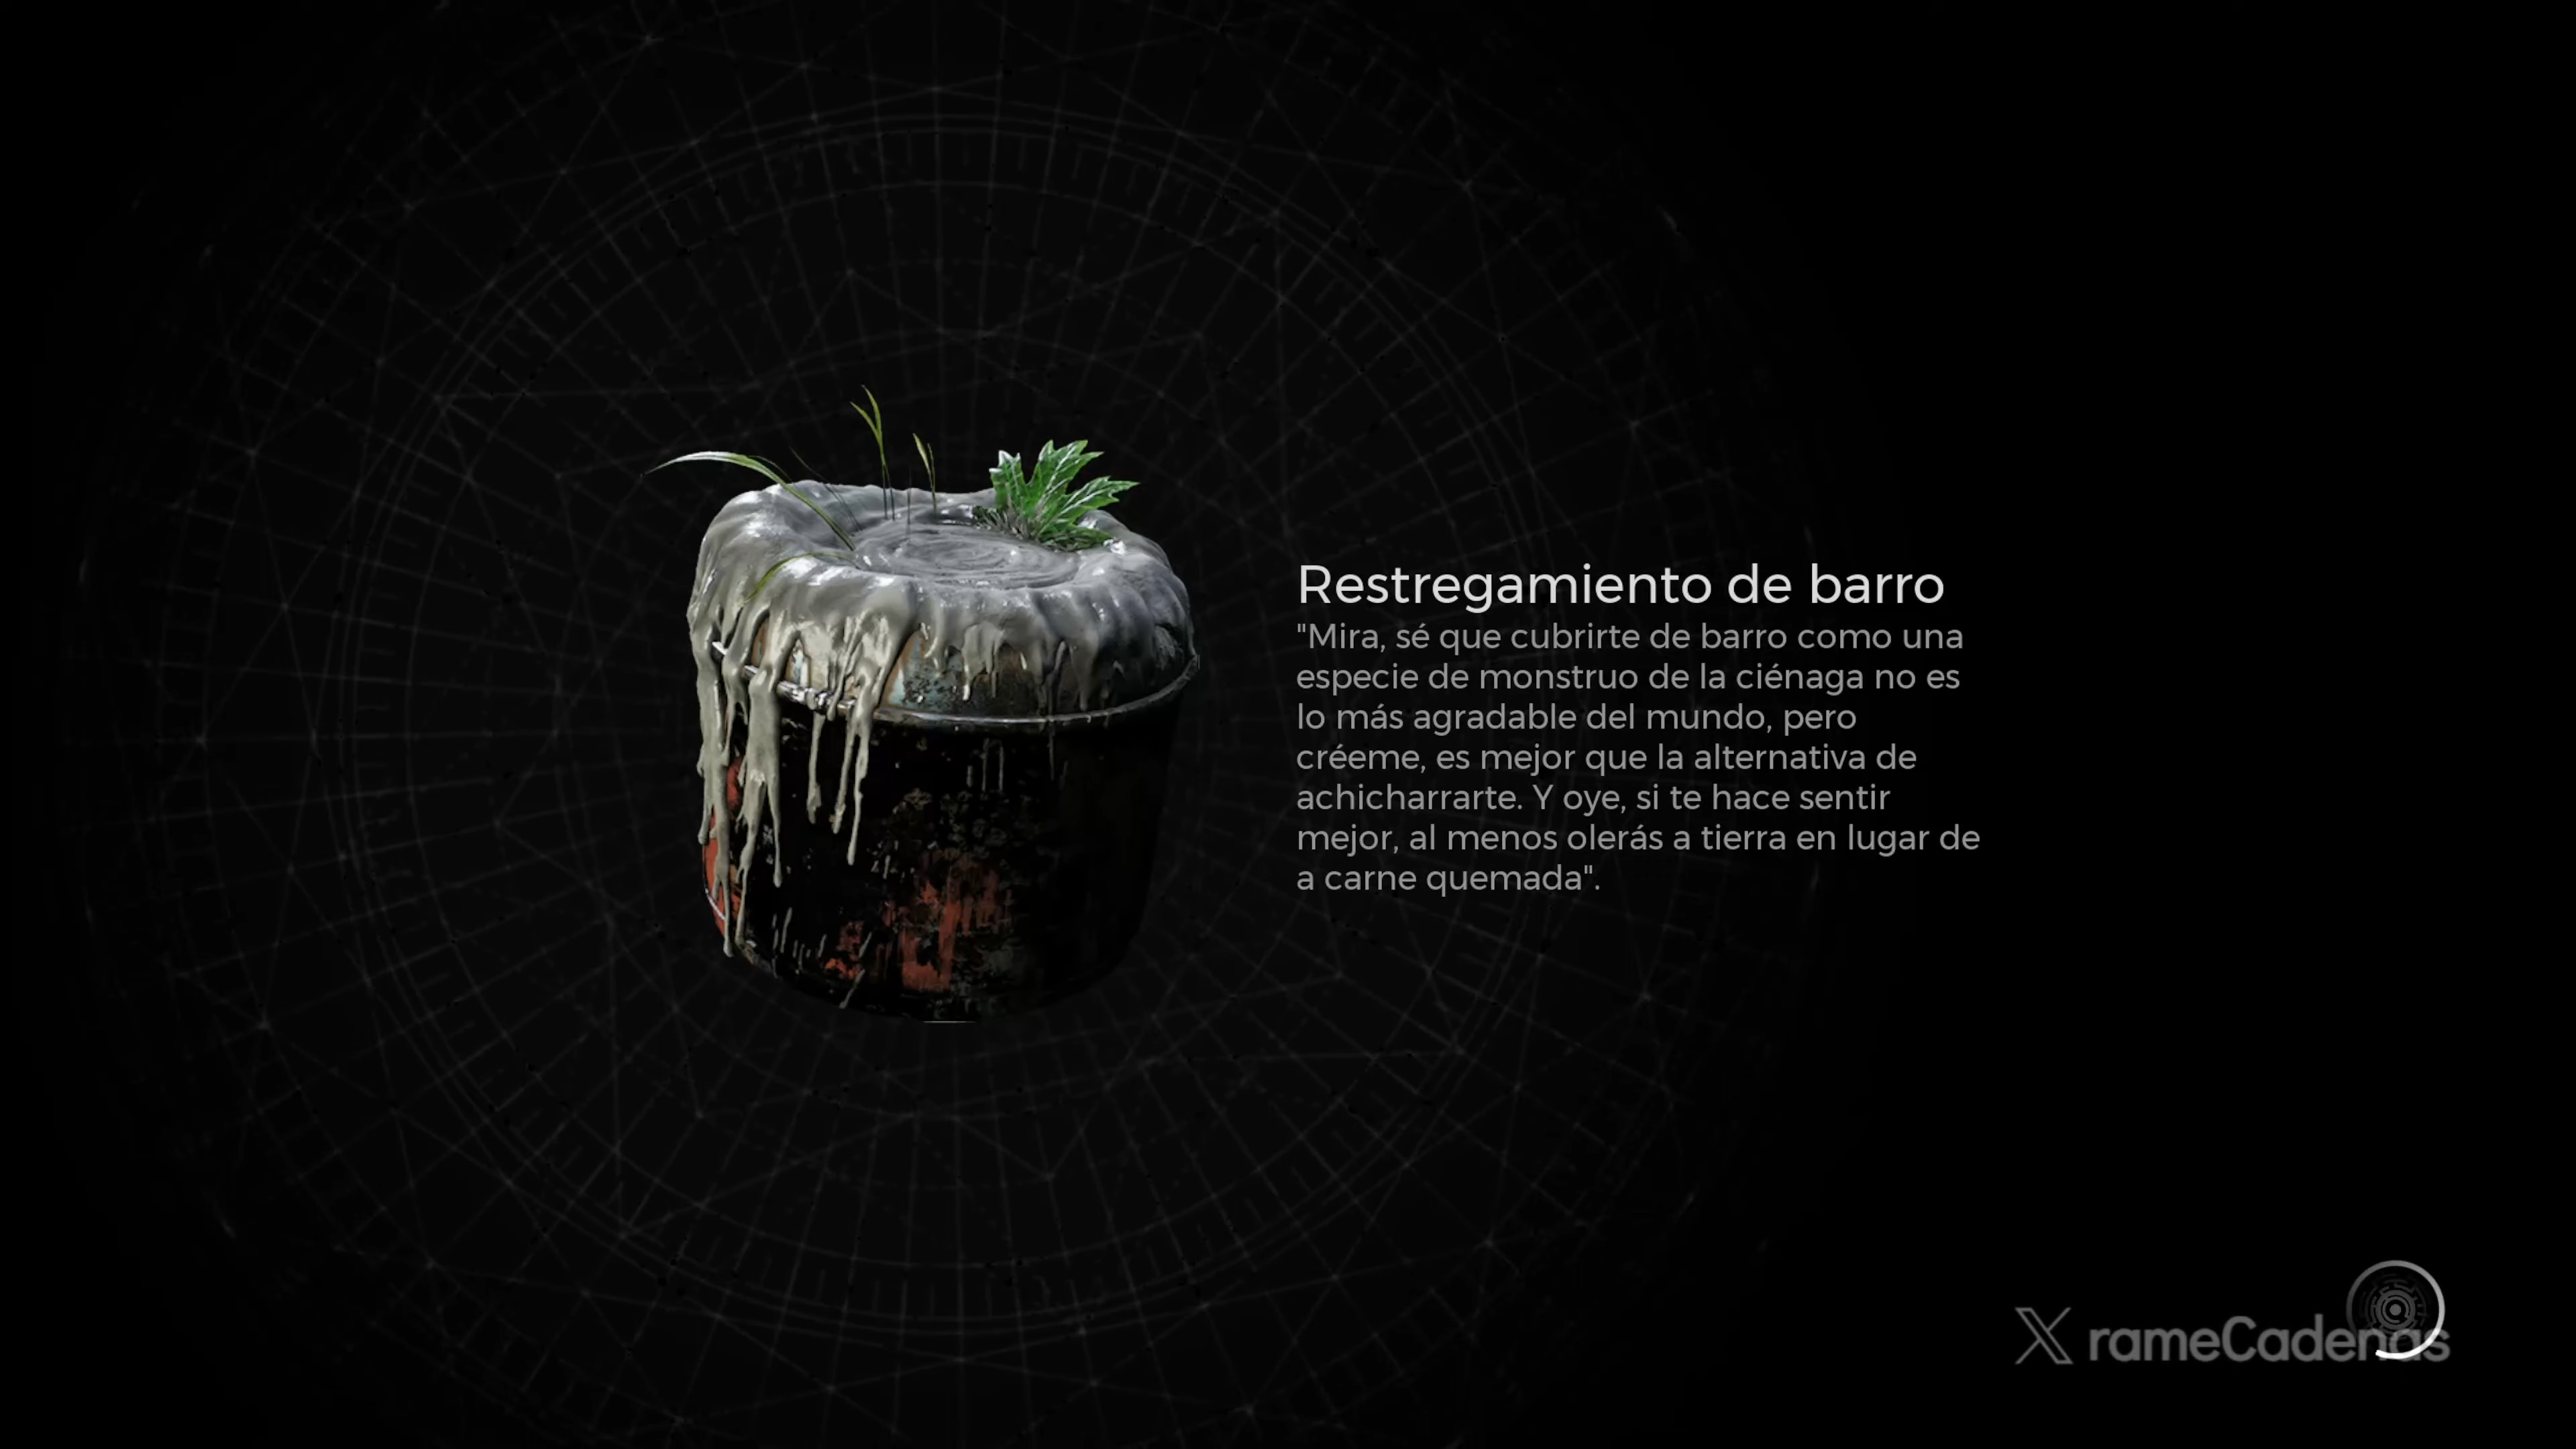 Restregamiento de barro
"Mira, sé que cubrirte de barro como una
especie de monstruo de la ciénaga no es
lo más agradable del mundo, pero
créeme, es mejor que la alternativa de
achicharrarte. Y oye, si te hace sentir
mejor, al menos olerás a tierra en lugar de
a carne quemada".
X rameCadenas